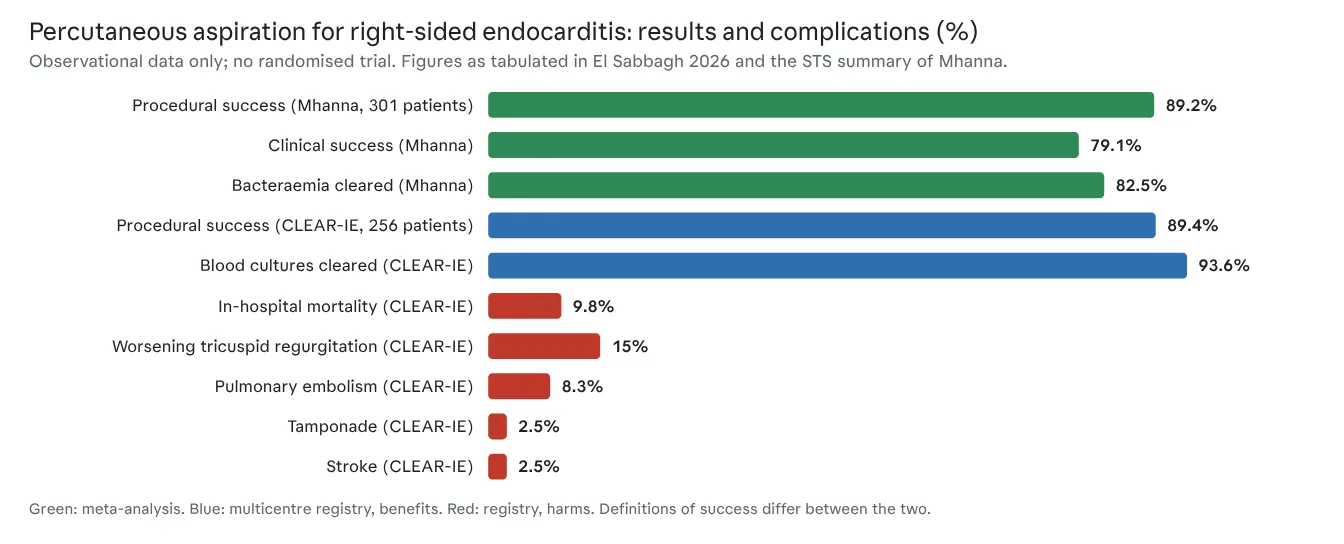 Percutaneous aspiration for right-sided endocarditis: results and complications (%)
Observational data only; no randomised trial. Figures as tabulated in El Sabbagh 2026 and the STS summary of Mhanna.
Procedural success (Mhanna, 301 patients) 89.2%
Clinical success (Mhanna) 79.1%
Bacteraemia cleared (Mhanna) 82.5%
Procedural success (CLEAR-IE, 256 patients) 89.4%
Blood cultures cleared (CLEAR-IE) 93.6%
In-hospital mortality (CLEAR-IE) 9.8%
Worsening tricuspid regurgitation (CLEAR-IE) 15%
Pulmonary embolism (CLEAR-IE) 8.3%
Tamponade (CLEAR-IE) 2.5%
Stroke (CLEAR-IE) 2.5%
Green: meta-analysis. Blue: multicentre registry, benefits. Red: registry, harms. Definitions of success differ between the two.